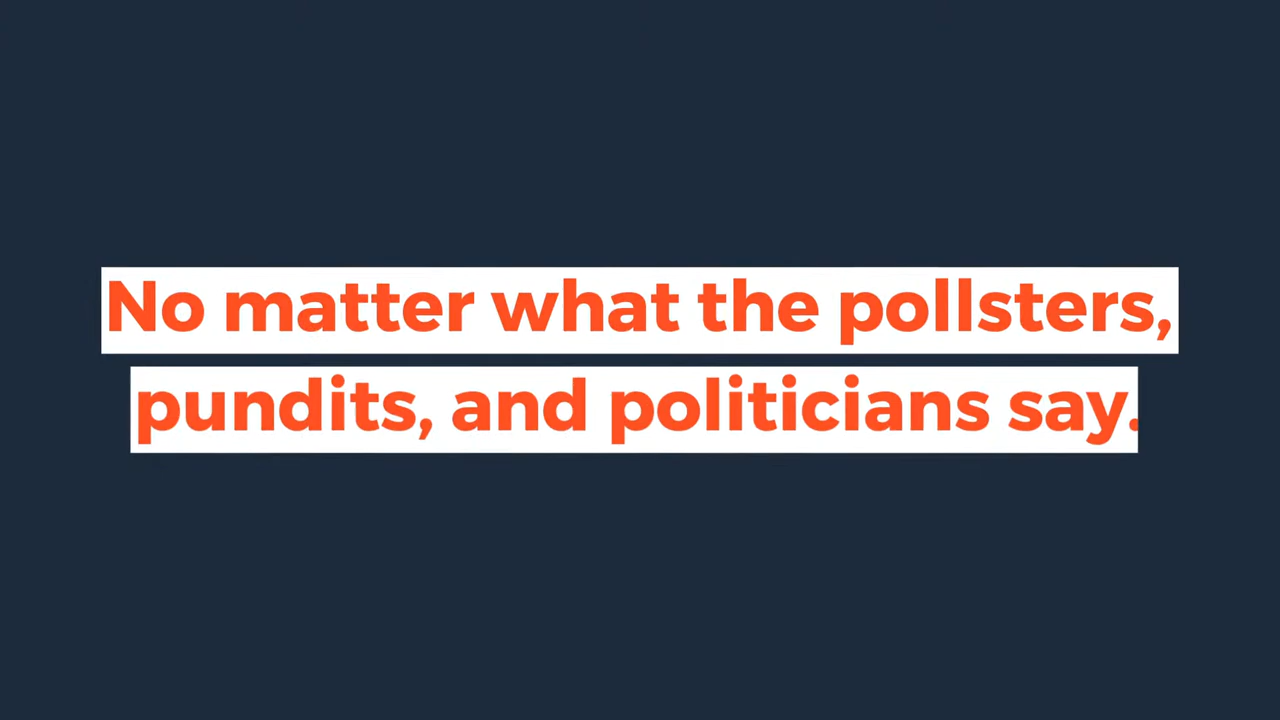 No matter what the pollsters,
pundits, and politicians say.